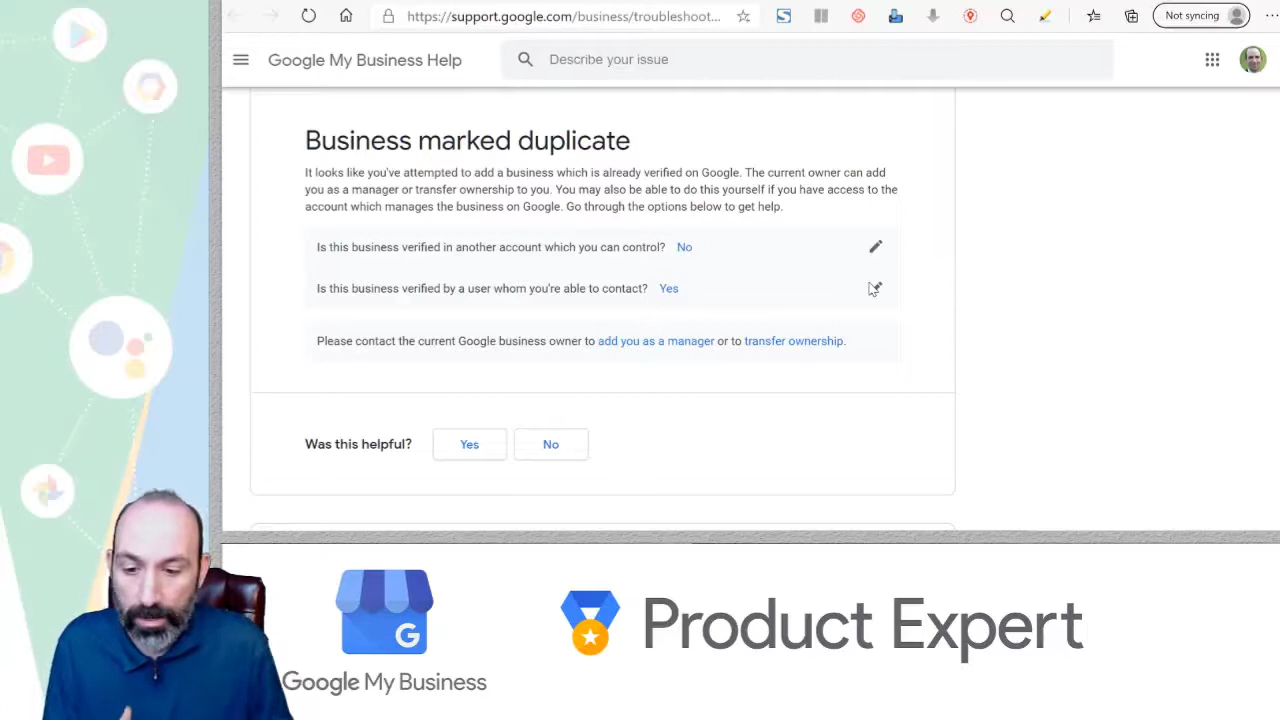 https://support.google.com/business/troubleshoot...
Not syncing
Google My Business Help
Describe your issue
Business marked duplicate
It looks like you've attempted to add a business which is already verified on Google. The current owner can add
you as a manager or transfer ownership to you. You may also be able to do this yourself if you have access to the
account which manages the business on Google. Go through the options below to get help.
Is this business verified in another account which you can control? No
Is this business verified by a user whom you're able to contact? Yes
Please contact the current Google business owner to add you as a manager or to transfer ownership.
Was this helpful? Yes No
G
Google My Business
Product Expert